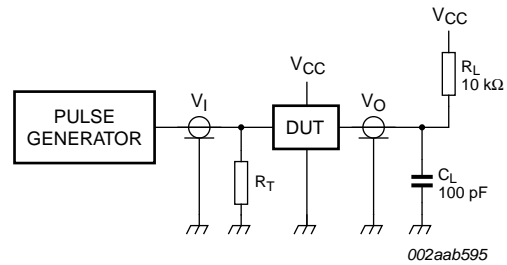 VCC
RL
10 kΩ
VCC
VI
VO
PULSE
GENERATOR
DUT
RT
CL
100 pF
002aab595